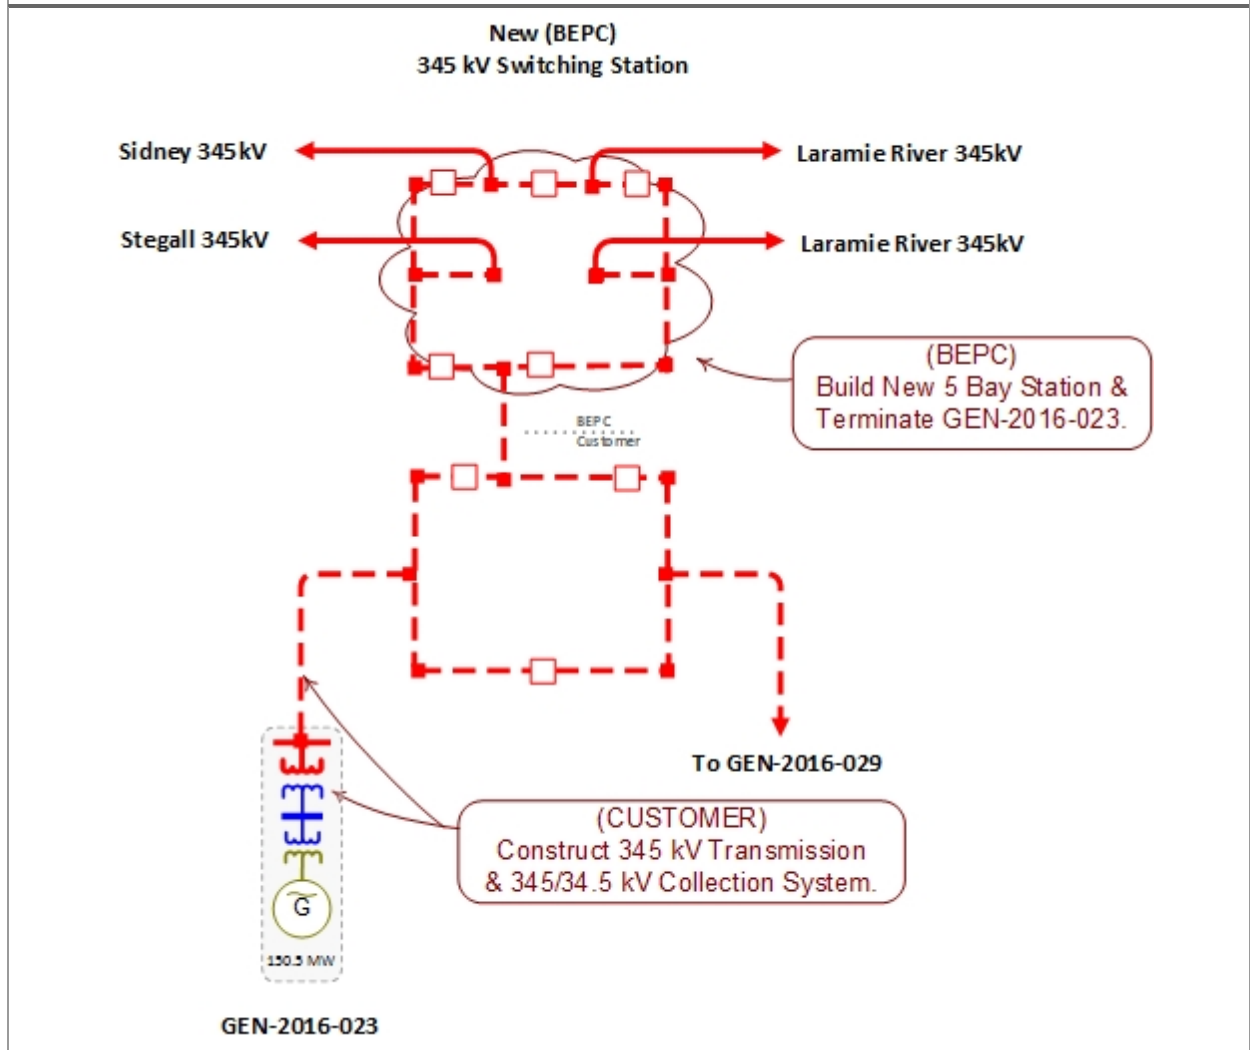 New (BEPC)
345 kV Switching Station
Sidney 345kV
Laramie River 345kV
Stegall 345kV
Laramie River 345kV
(BEPC)
Build New 5 Bay Station &
Terminate GEN-2016-023.
BEPC
Customer
To GEN-2016-029
(CUSTOMER)
Construct 345 kV Transmission
& 345/34.5 kV Collection System.
G
150.5 MW
GEN-2016-023